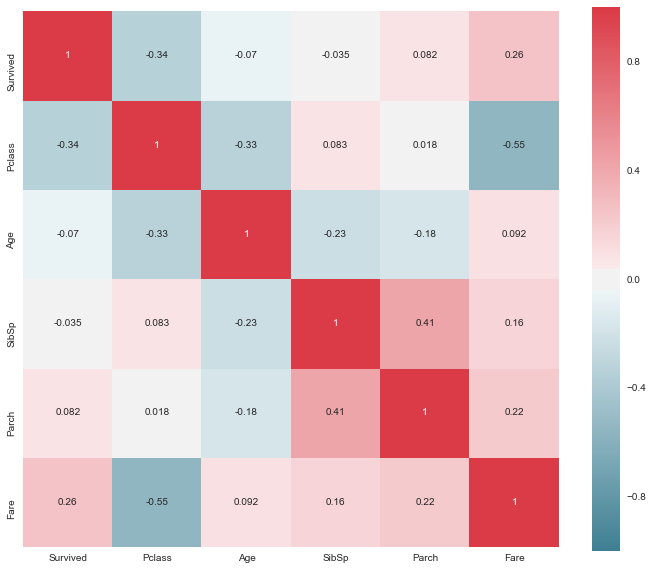 Survived 1 -0.34 -0.07 -0.035 0.082 0.26
Pclass -0.34 1 -0.33 0.083 0.018 -0.55
Age -0.07 -0.33 1 -0.23 -0.18 0.092
SibSp -0.035 0.083 -0.23 1 0.41 0.16
Parch 0.082 0.018 -0.18 0.41 1 0.22
Fare 0.26 -0.55 0.092 0.16 0.22 1
Survived Pclass Age SibSp Parch Fare
0.8
0.4
0.0
−0.4
−0.8